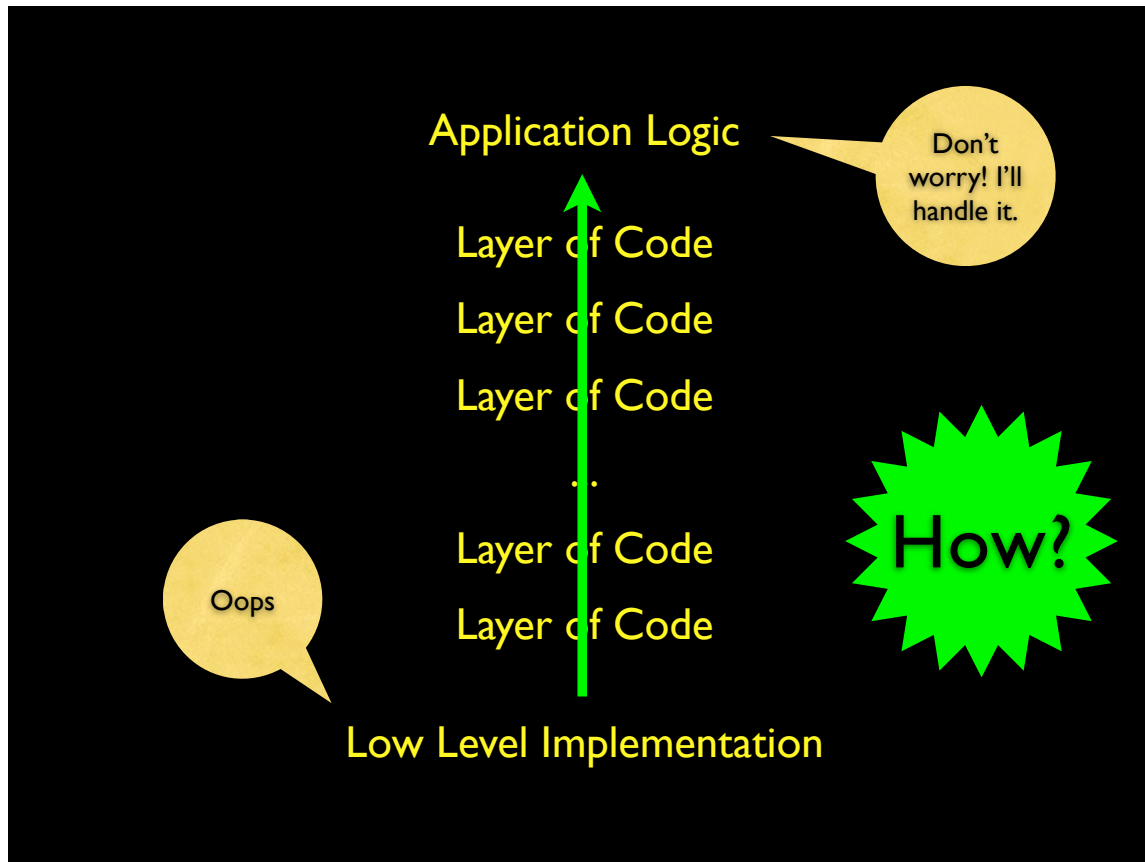 Application Logic
Don't
worry! I'll
handle it.
Layer of Code
Layer of Code
Layer of Code
...
How?
Layer of Code
Oops
Layer of Code
Low Level Implementation